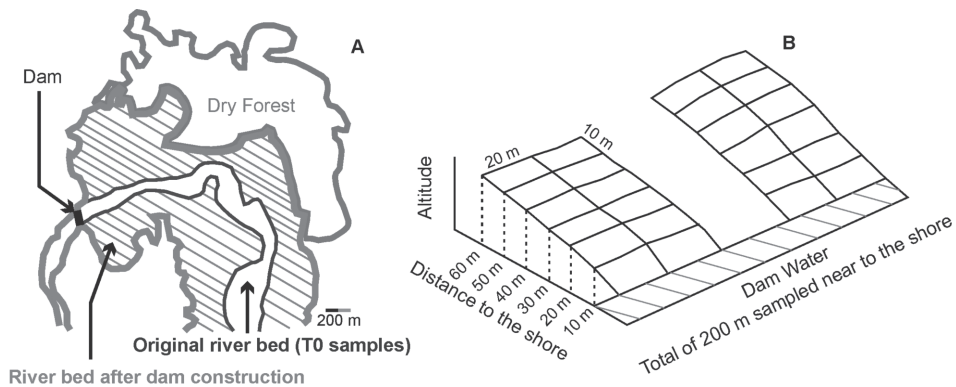 A
Dam
Dry Forest
200 m
Original river bed (T0 samples)
River bed after dam construction
B
20 m
10 m
Altitude
60 m
50 m
40 m
30 m
20 m
10 m
Distance to the shore
Dam Water
Total of 200 m sampled near to the shore